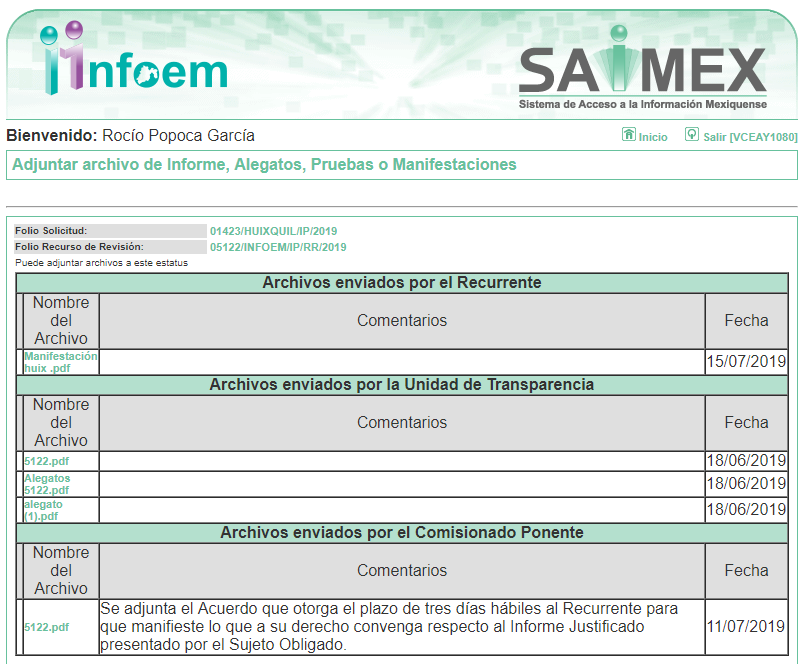 infoem
SAIMEX
Sistema de Acceso a la Información Mexiquense
Bienvenido: Rocío Popoca García
Inicio Salir [VCEAY1080]
Adjuntar archivo de Informe, Alegatos, Pruebas o Manifestaciones
Folio Solicitud: 01423/HUIXQUIL/IP/2019
Folio Recurso de Revisión: 05122/INFOEM/IP/RR/2019
Puede adjuntar archivos a este estatus
Archivos enviados por el Recurrente
Nombre
del
Archivo
Comentarios
Fecha
Manifestación
huix .pdf
15/07/2019
Archivos enviados por la Unidad de Transparencia
Nombre
del
Archivo
Comentarios
Fecha
5122.pdf
18/06/2019
Alegatos
5122.pdf
18/06/2019
alegato
(1).pdf
18/06/2019
Archivos enviados por el Comisionado Ponente
Nombre
del
Archivo
Comentarios
Fecha
5122.pdf
Se adjunta el Acuerdo que otorga el plazo de tres días hábiles al Recurrente para
que manifieste lo que a su derecho convenga respecto al Informe Justificado
presentado por el Sujeto Obligado.
11/07/2019